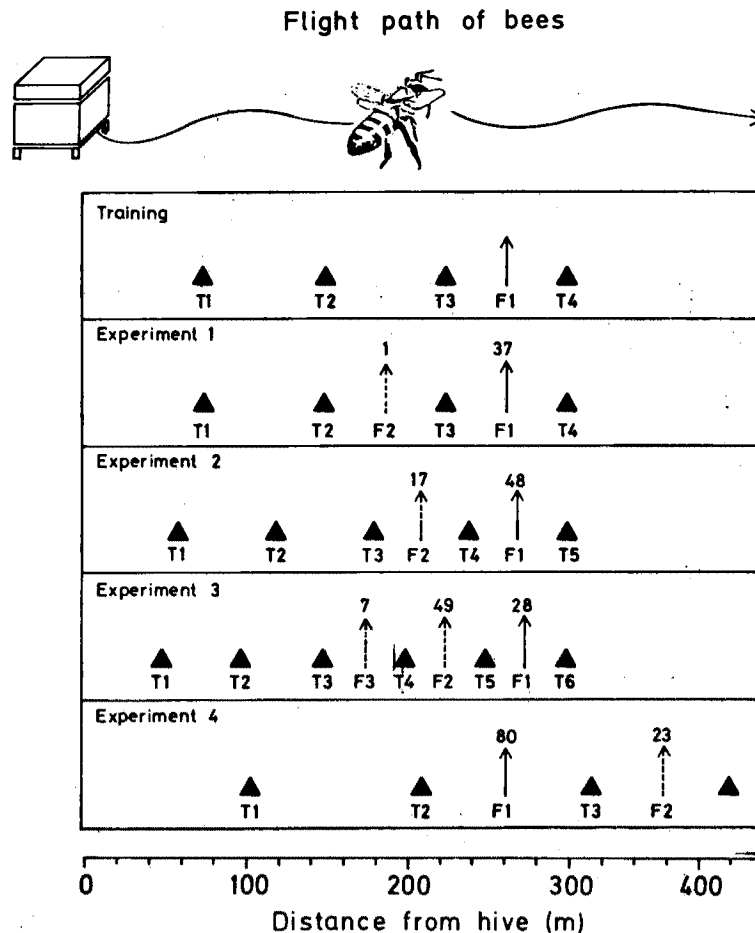 Flight path of bees
Training
T1 T2 T3 F1 T4
Experiment 1
1 37
T1 T2 F2 T3 F1 T4
Experiment 2
17 48
T1 T2 T3 F2 T4 F1 T5
Experiment 3
7 49 28
T1 T2 T3 F3 T4 F2 T5 F1 T6
Experiment 4
80 23
T1 T2 F1 T3 F2
0 100 200 300 400
Distance from hive (m)